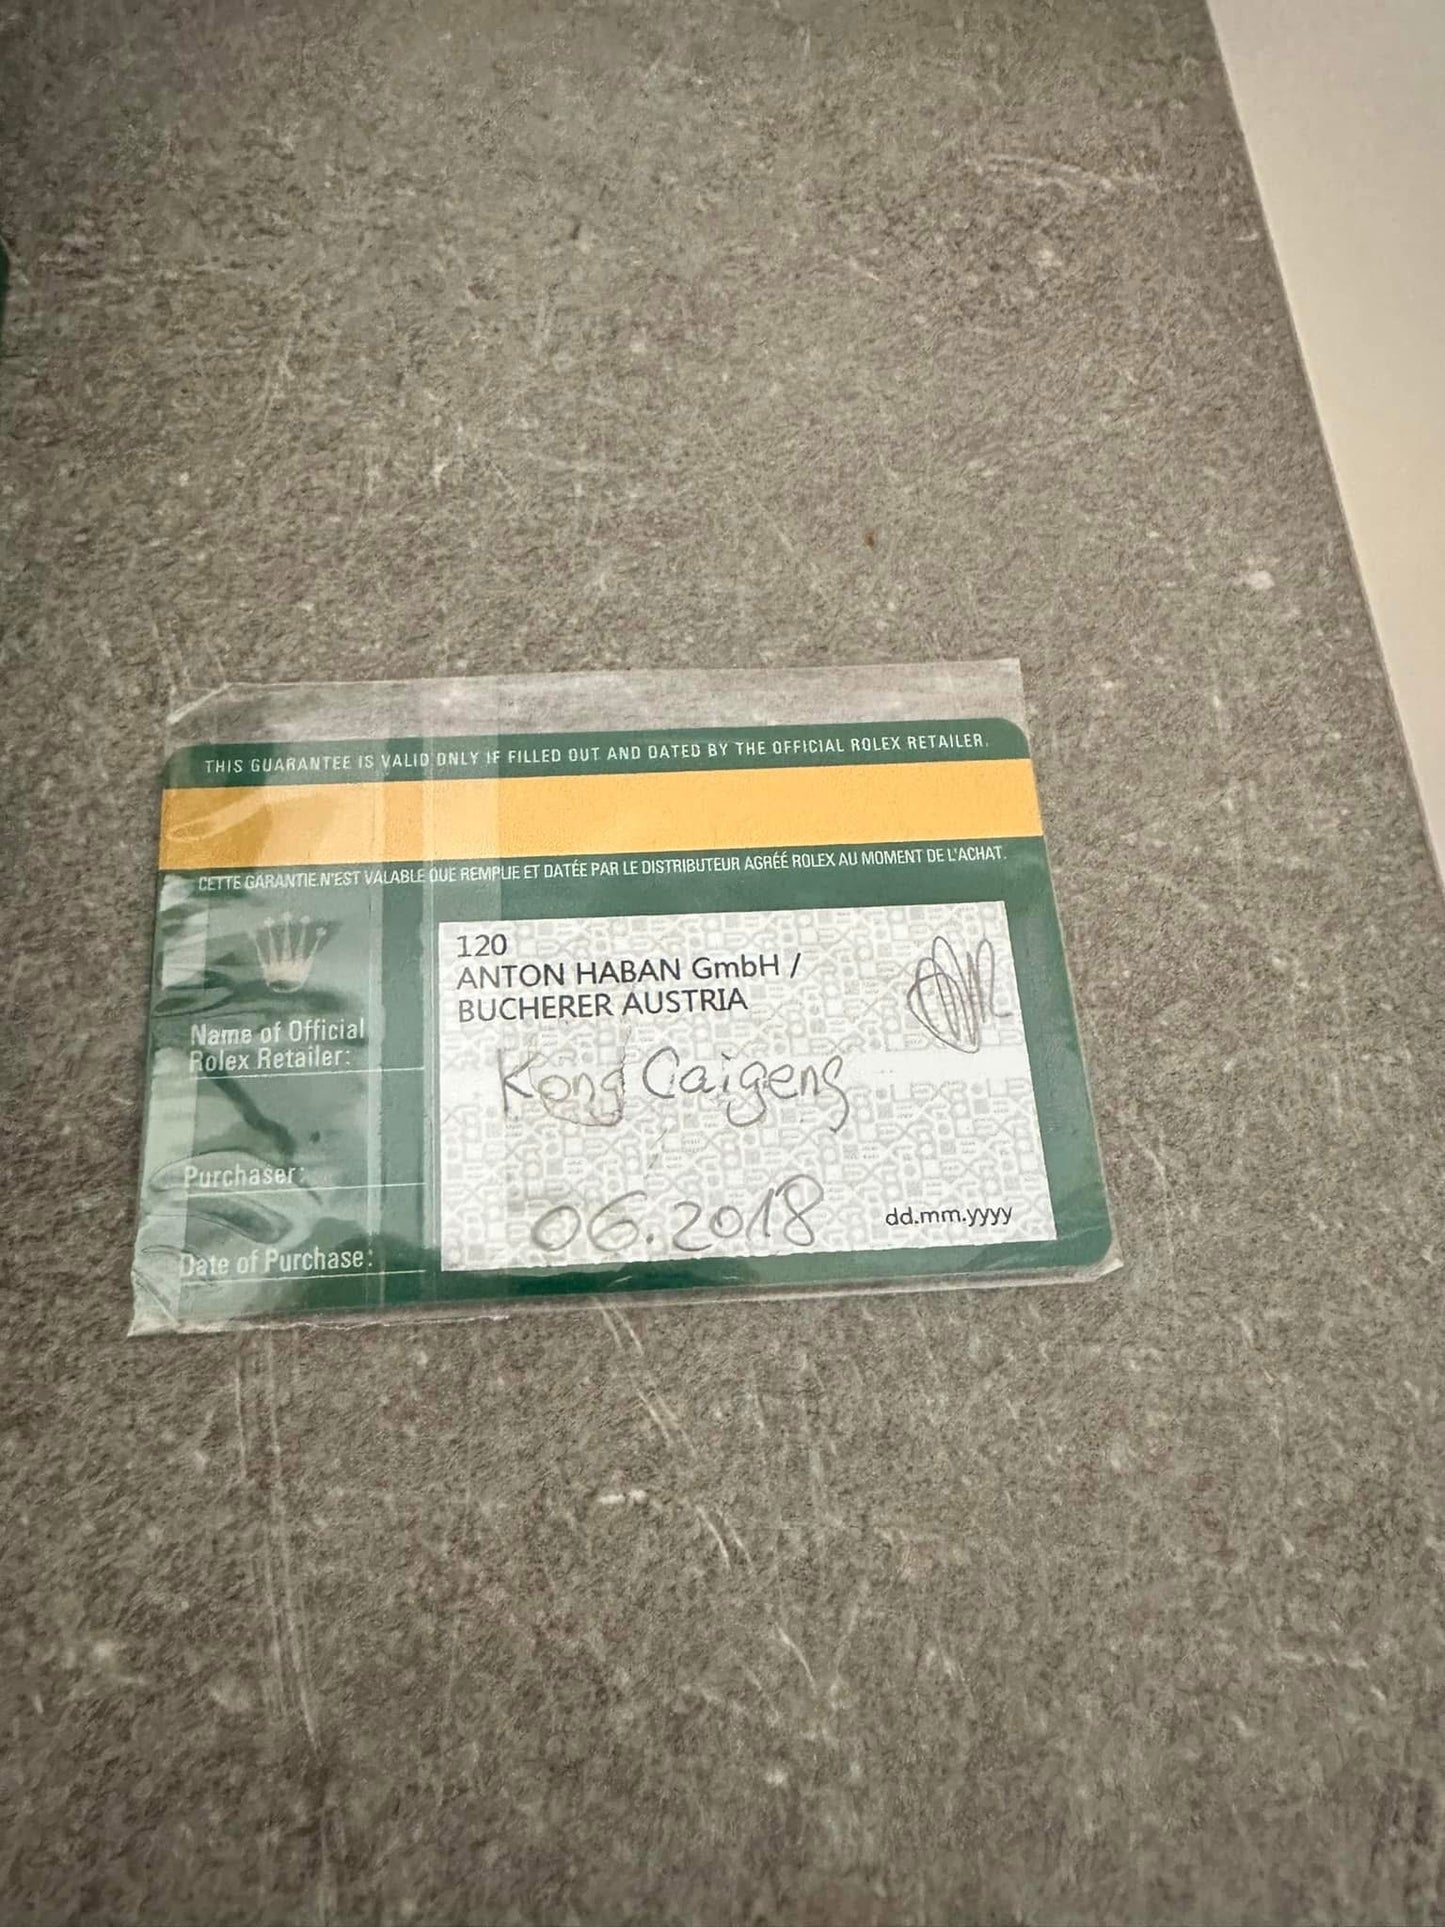 THIS GUARANTEE IS VALID ONLY IF FILLED OUT AND DATED BY THE OFFICIAL ROLEX RETAILER.
CETTE GARANTIE N'EST VALABLE QUE REMPLIE ET DATÉE PAR LE DISTRIBUTEUR AGRÉÉ ROLEX AU MOMENT DE L'ACHAT.
120
ANTON HABAN GmbH /
BUCHERER AUSTRIA
Name of Official
Rolex Retailer:
Kong Caigeng
Purchaser:
06.2018
dd.mm.yyyy
Date of Purchase: